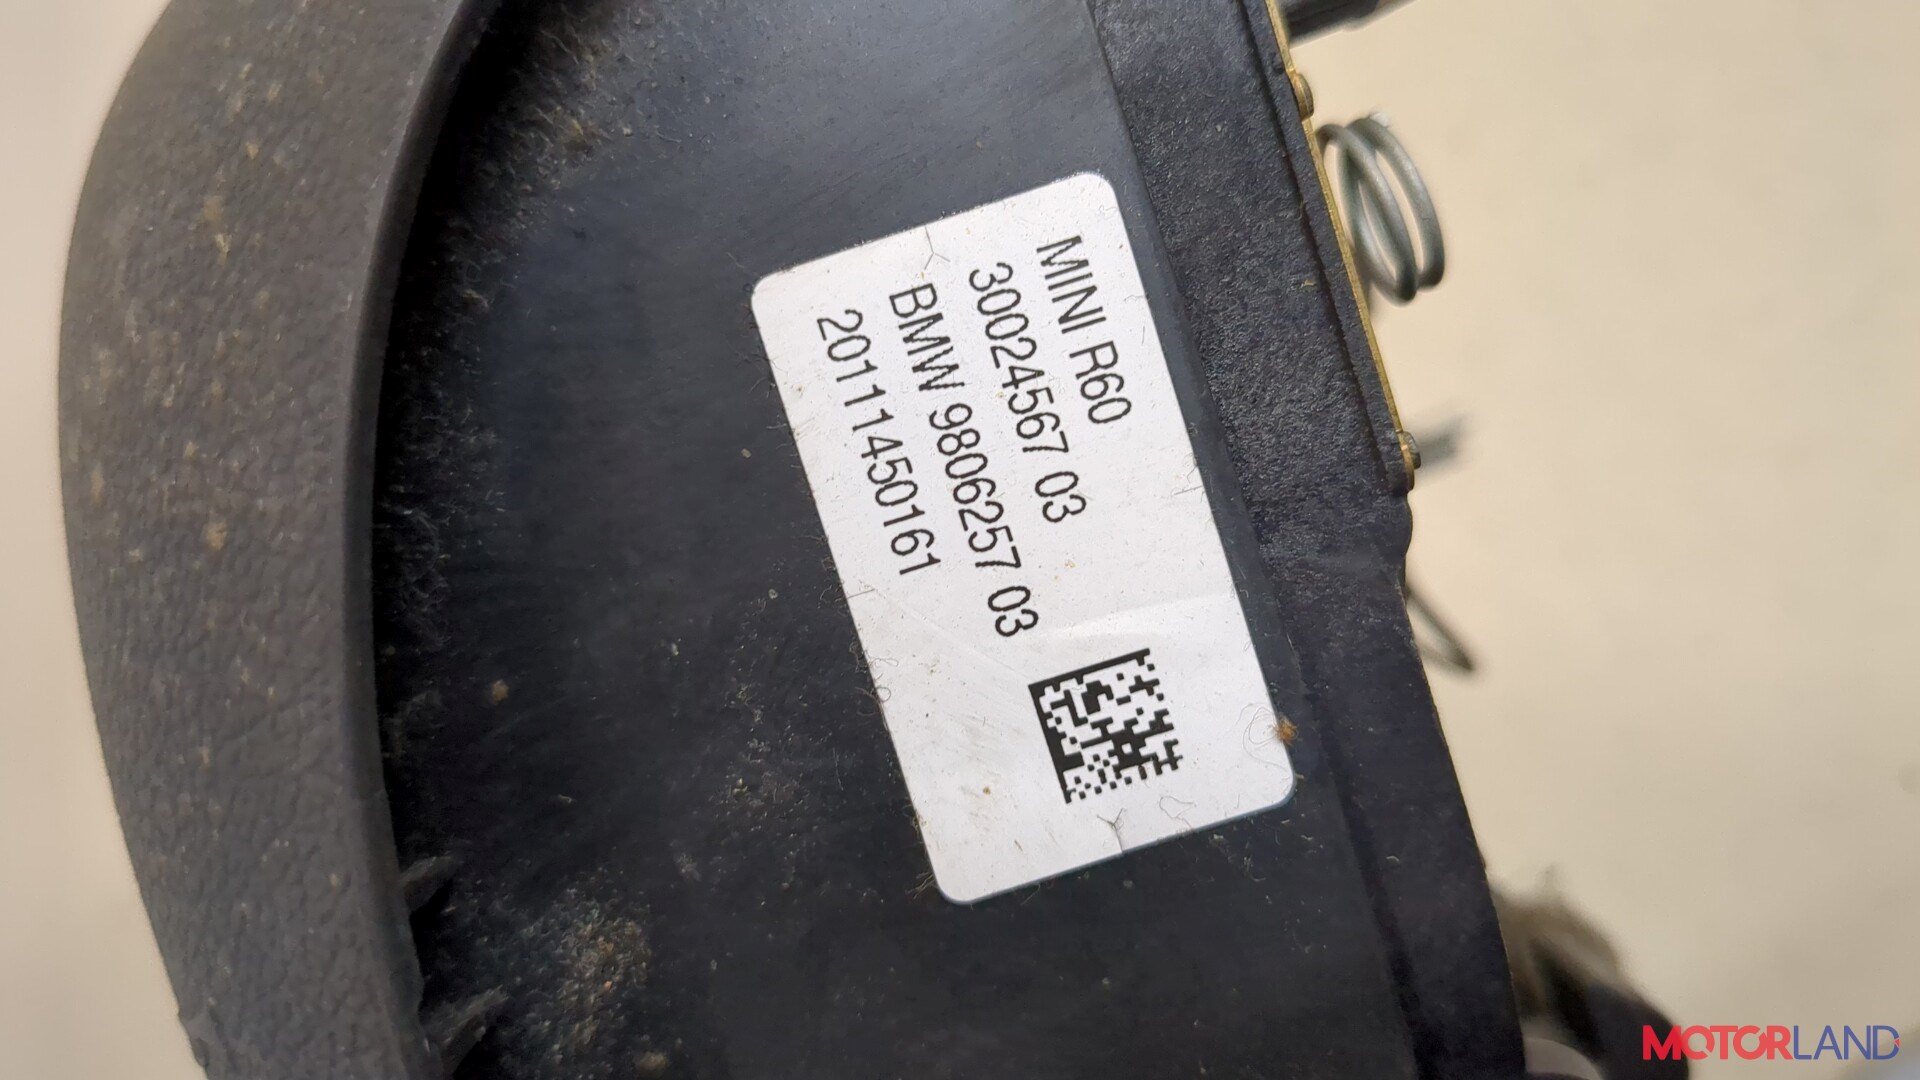 MINI R60
30024567 03
BMW 9806257 03
20111450161
MOTORLAND